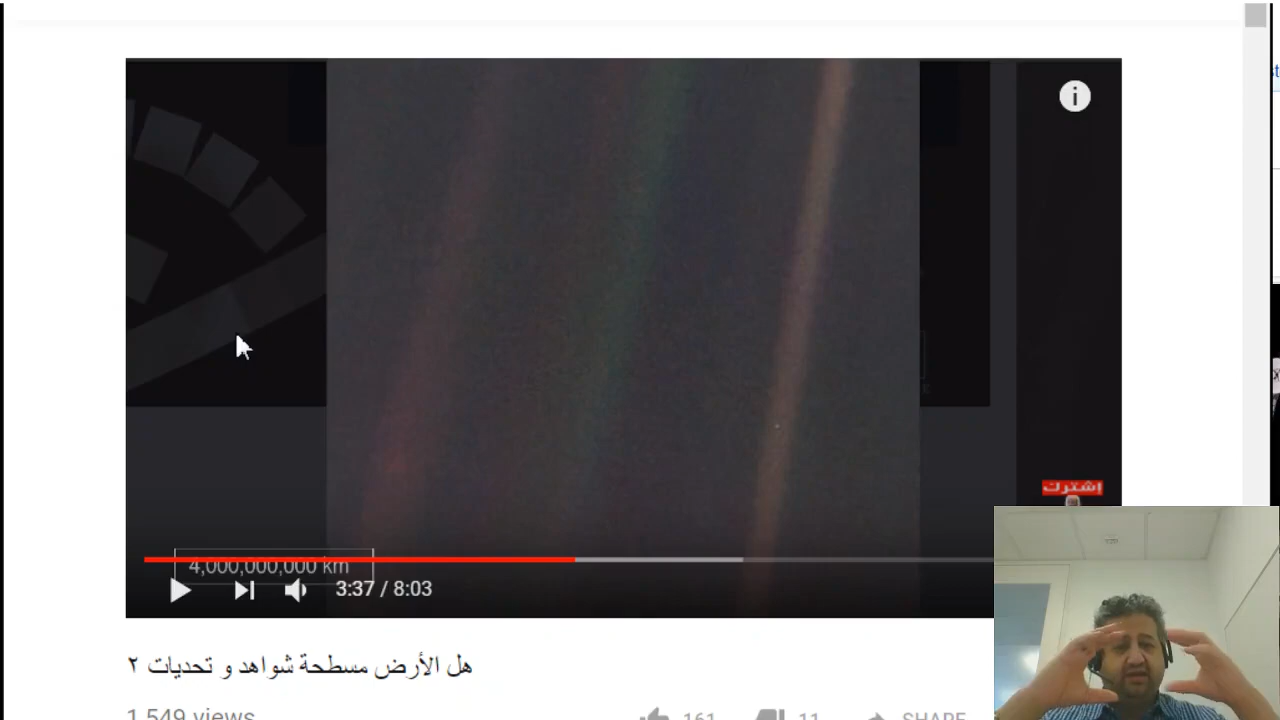 i
اشترك
4,000,000,000 km
3:37 / 8:03
هل الأرض مسطحة شواهد و تحديات ٢
1,549 views
161
11
SHARE